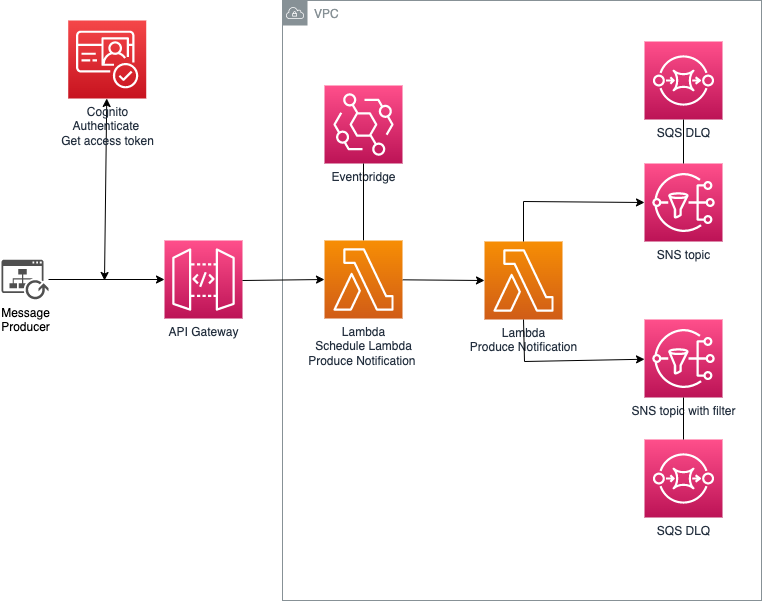 VPC
Cognito
Authenticate
Get access token
Eventbridge
SQS DLQ
SNS topic
Message
Producer
API Gateway
Lambda
Schedule Lambda
Produce Notification
Lambda
Produce Notification
SNS topic with filter
SQS DLQ